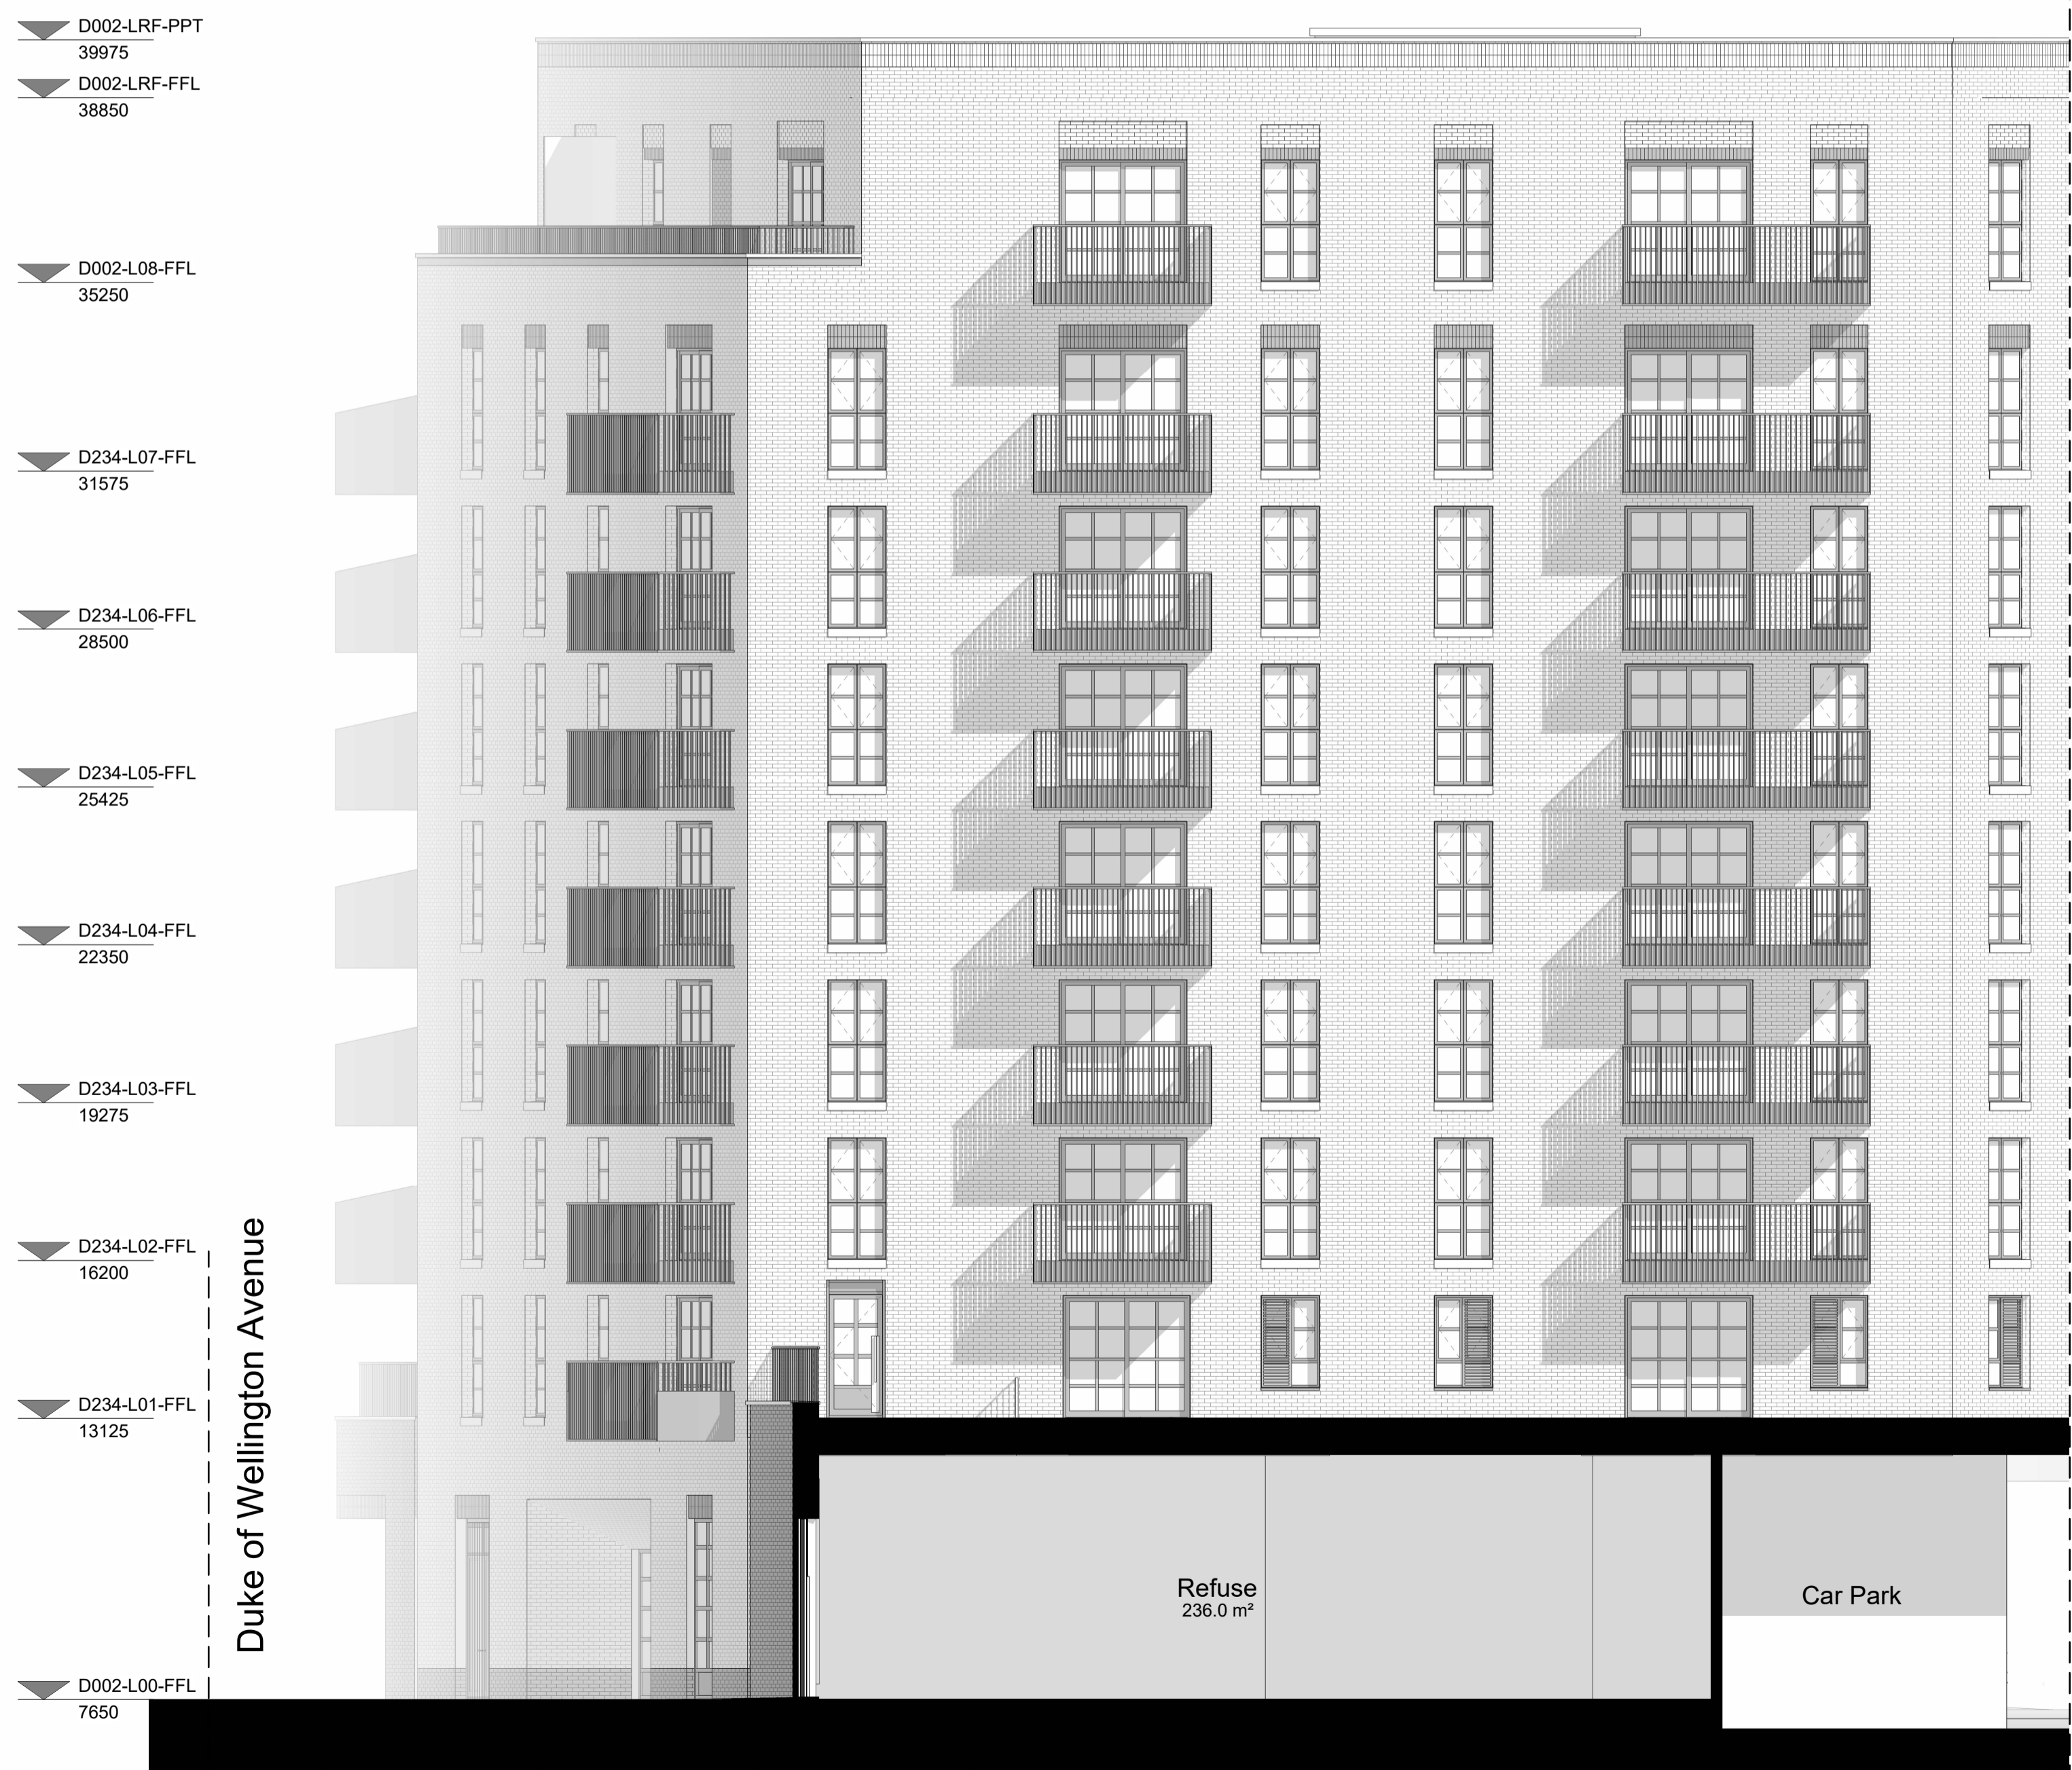 D002-LRF-PPT
39975
D002-LRF-FFL
38850
D002-L08-FFL
35250
D234-L07-FFL
31575
D234-L06-FFL
28500
D234-L05-FFL
25425
D234-L04-FFL
22350
D234-L03-FFL
19275
D234-L02-FFL
16200
D234-L01-FFL
13125
D002-L00-FFL
7650
Duke of Wellington Avenue
Refuse
236.0 m²
Car Park